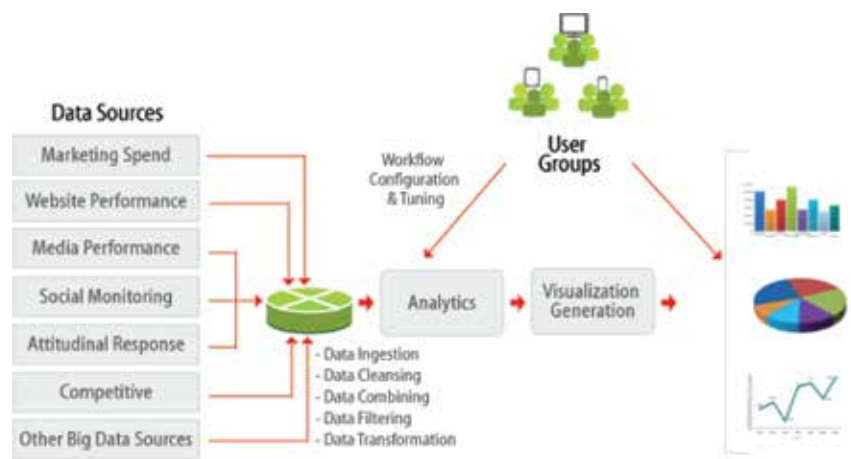 Data Sources
Marketing Spend
Website Performance
Media Performance
Social Monitoring
Attitudinal Response
Competitive
Other Big Data Sources
- Data Ingestion
- Data Cleansing
- Data Combining
- Data Filtering
- Data Transformation
Workflow
Configuration
& Tuning
User
Groups
Analytics
Visualization
Generation